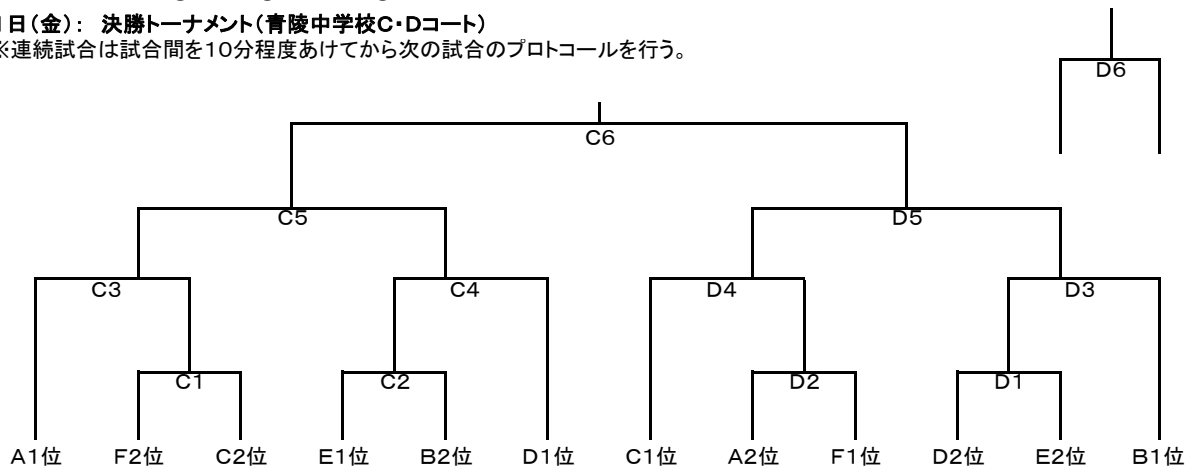 日(金)： 決勝トーナメント(青陵中学校C・Dコート)
※連続試合は試合間を１０分程度あけてから次の試合のプロトコールを行う。
Ｄ６
Ｃ６
Ｃ５ Ｄ５
Ｃ３ Ｃ４ Ｄ４ Ｄ３
Ｃ１ Ｃ２ Ｄ２ Ｄ１
Ａ１位 Ｆ２位 Ｃ２位 Ｅ１位 Ｂ２位 Ｄ１位 Ｃ１位 Ａ２位 Ｆ１位 Ｄ２位 Ｅ２位 Ｂ１位